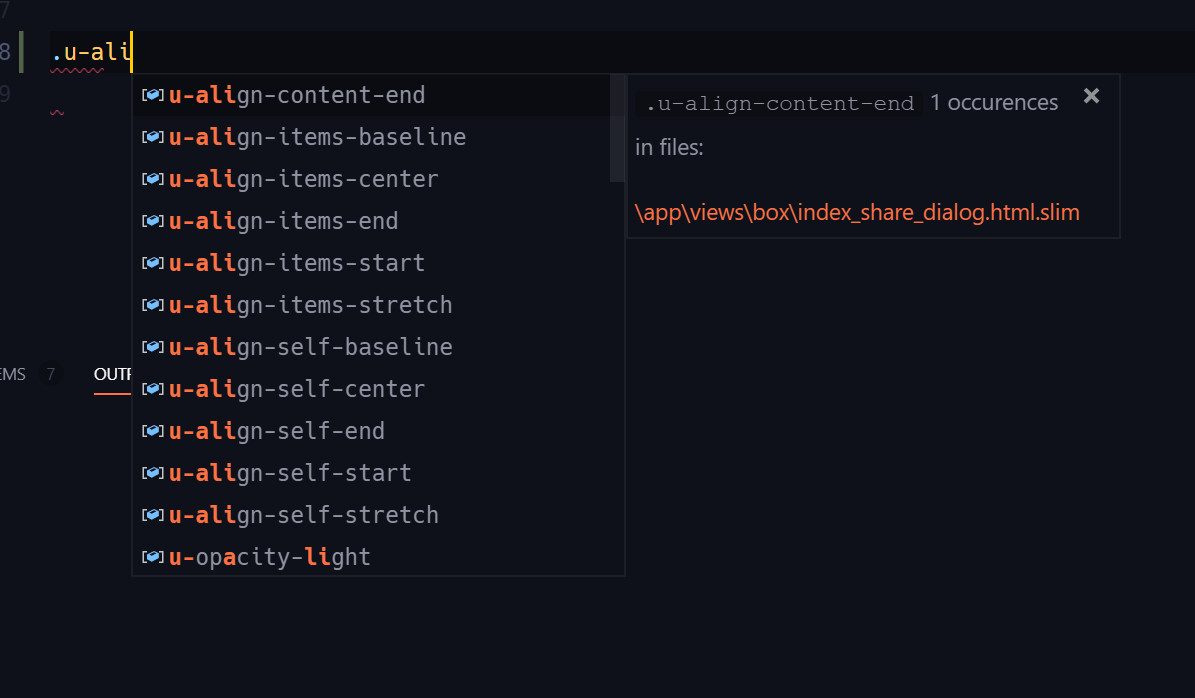 7
8 .u-ali
9
u-align-content-end
u-align-items-baseline
u-align-items-center
u-align-items-end
u-align-items-start
u-align-items-stretch
u-align-self-baseline
u-align-self-center
u-align-self-end
u-align-self-start
u-align-self-stretch
u-opacity-light
.u-align-content-end 1 occurences
in files:
\app\views\box\index_share_dialog.html.slim
EMS 7 OUTP